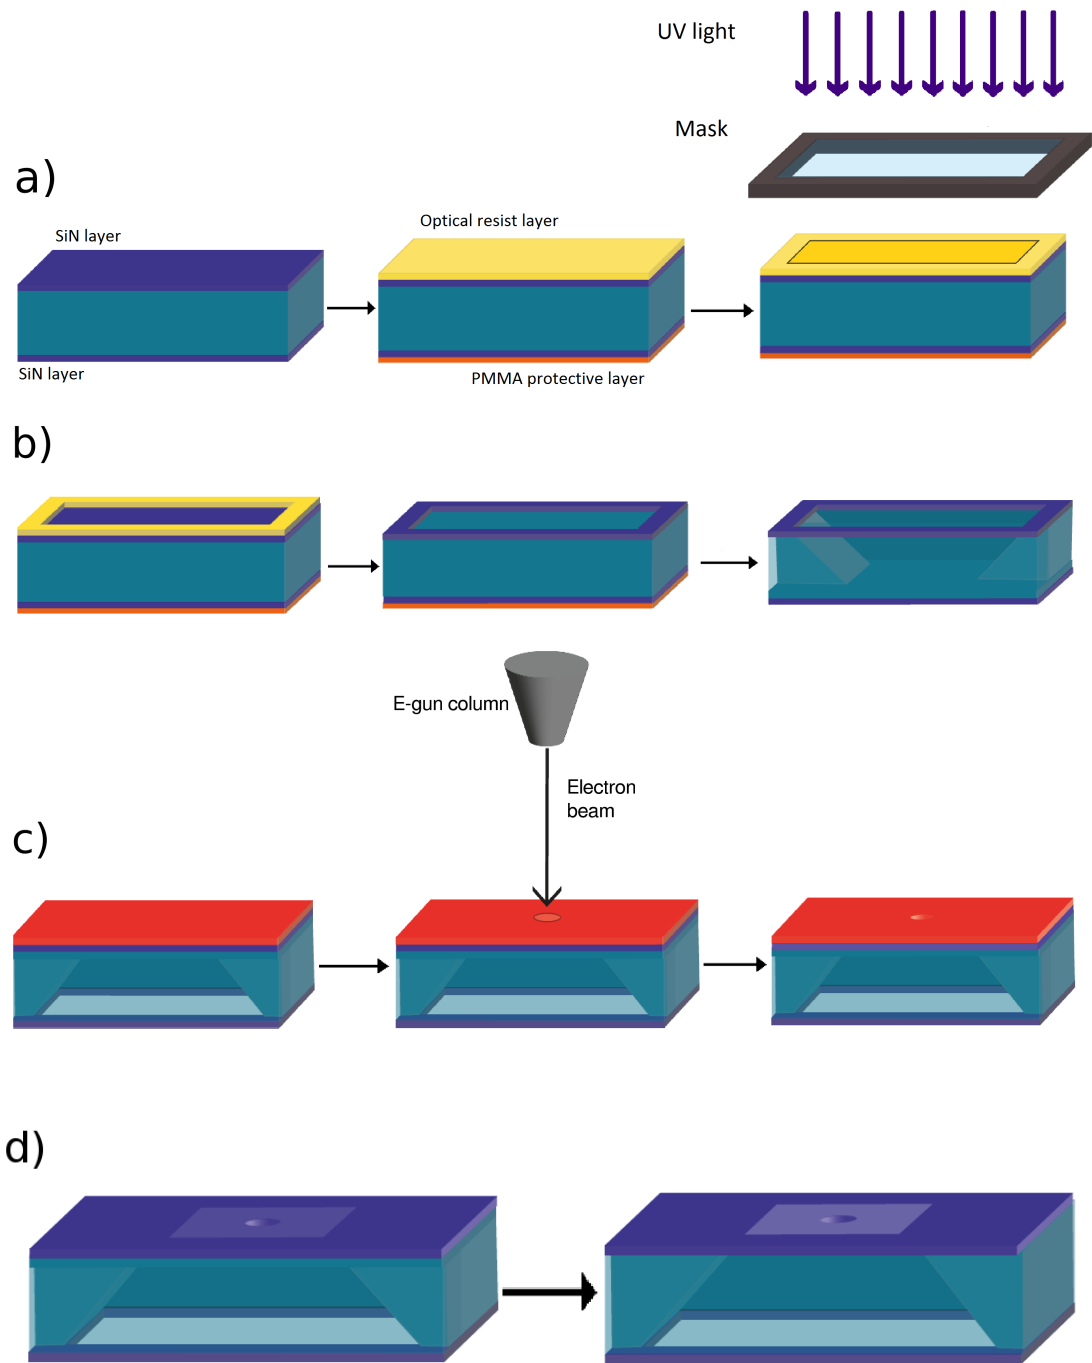 UV light
Mask
a)
SiN layer
Optical resist layer
SiN layer
PMMA protective layer
b)
E-gun column
Electron
beam
c)
d)